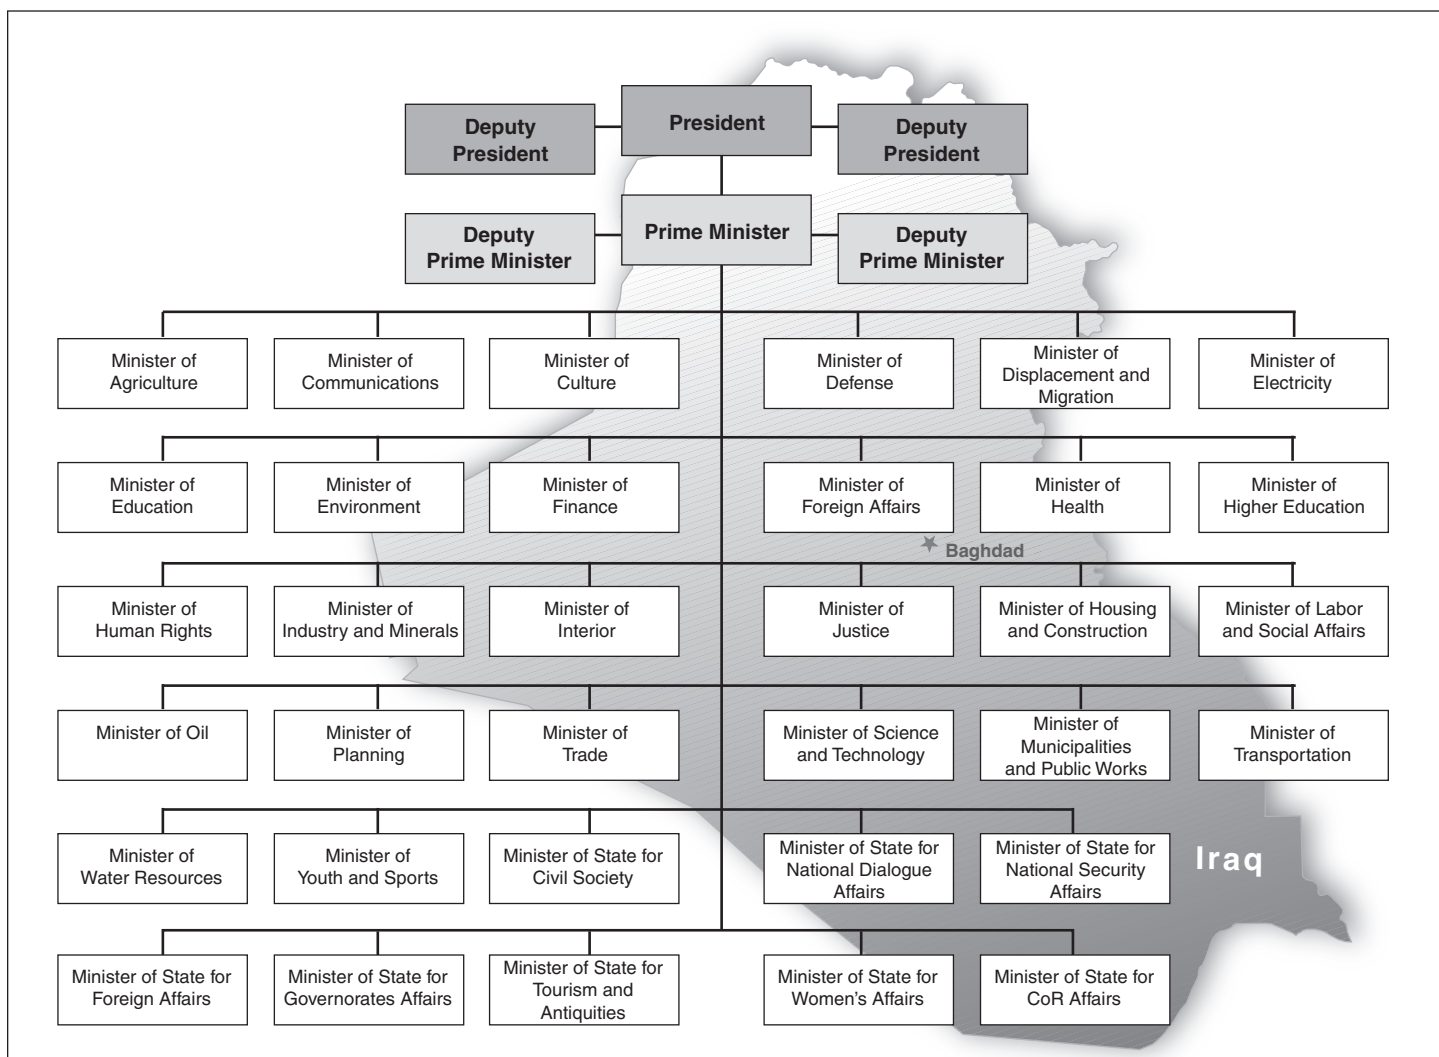 Deputy
President
President
Deputy
President
Deputy
Prime Minister
Prime Minister
Deputy
Prime Minister
Minister of
Agriculture
Minister of
Communications
Minister of
Culture
Minister of
Defense
Minister of
Displacement and
Migration
Minister of
Electricity
Minister of
Education
Minister of
Environment
Minister of
Finance
Minister of
Foreign Affairs
Minister of
Health
Minister of
Higher Education
Baghdad
Minister of
Human Rights
Minister of
Industry and Minerals
Minister of
Interior
Minister of
Justice
Minister of Housing
and Construction
Minister of Labor
and Social Affairs
Minister of Oil
Minister of
Planning
Minister of
Trade
Minister of Science
and Technology
Minister of
Municipalities
and Public Works
Minister of
Transportation
Minister of
Water Resources
Minister of
Youth and Sports
Minister of State for
Civil Society
Minister of State for
National Dialogue
Affairs
Minister of State for
National Security
Affairs
Iraq
Minister of State for
Foreign Affairs
Minister of State for
Governorates Affairs
Minister of State for
Tourism and
Antiquities
Minister of State for
Women's Affairs
Minister of State for
CoR Affairs